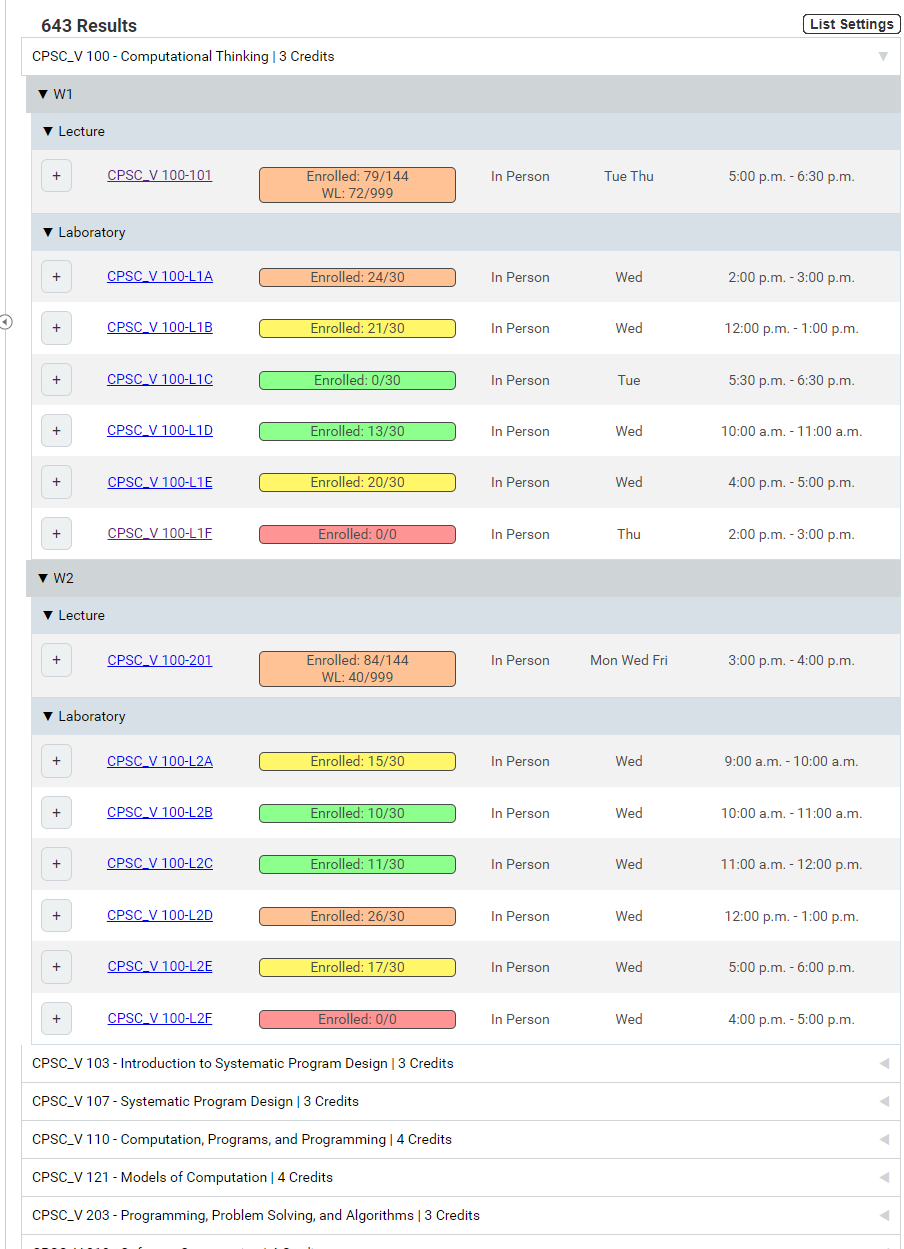 643 Results
List Settings
CPSC_V 100 - Computational Thinking | 3 Credits
W1
Lecture
+ CPSC_V 100-101 Enrolled: 79/144 In Person Tue Thu 5:00 p.m. - 6:30 p.m.
WL: 72/999
Laboratory
+ CPSC_V 100-L1A Enrolled: 24/30 In Person Wed 2:00 p.m. - 3:00 p.m.
+ CPSC_V 100-L1B Enrolled: 21/30 In Person Wed 12:00 p.m. - 1:00 p.m.
+ CPSC_V 100-L1C Enrolled: 0/30 In Person Tue 5:30 p.m. - 6:30 p.m.
+ CPSC_V 100-L1D Enrolled: 13/30 In Person Wed 10:00 a.m. - 11:00 a.m.
+ CPSC_V 100-L1E Enrolled: 20/30 In Person Wed 4:00 p.m. - 5:00 p.m.
+ CPSC_V 100-L1F Enrolled: 0/0 In Person Thu 2:00 p.m. - 3:00 p.m.
W2
Lecture
+ CPSC_V 100-201 Enrolled: 84/144 In Person Mon Wed Fri 3:00 p.m. - 4:00 p.m.
WL: 40/999
Laboratory
+ CPSC_V 100-L2A Enrolled: 15/30 In Person Wed 9:00 a.m. - 10:00 a.m.
+ CPSC_V 100-L2B Enrolled: 10/30 In Person Wed 10:00 a.m. - 11:00 a.m.
+ CPSC_V 100-L2C Enrolled: 11/30 In Person Wed 11:00 a.m. - 12:00 p.m.
+ CPSC_V 100-L2D Enrolled: 26/30 In Person Wed 12:00 p.m. - 1:00 p.m.
+ CPSC_V 100-L2E Enrolled: 17/30 In Person Wed 5:00 p.m. - 6:00 p.m.
+ CPSC_V 100-L2F Enrolled: 0/0 In Person Wed 4:00 p.m. - 5:00 p.m.
CPSC_V 103 - Introduction to Systematic Program Design | 3 Credits
CPSC_V 107 - Systematic Program Design | 3 Credits
CPSC_V 110 - Computation, Programs, and Programming | 4 Credits
CPSC_V 121 - Models of Computation | 4 Credits
CPSC_V 203 - Programming, Problem Solving, and Algorithms | 3 Credits